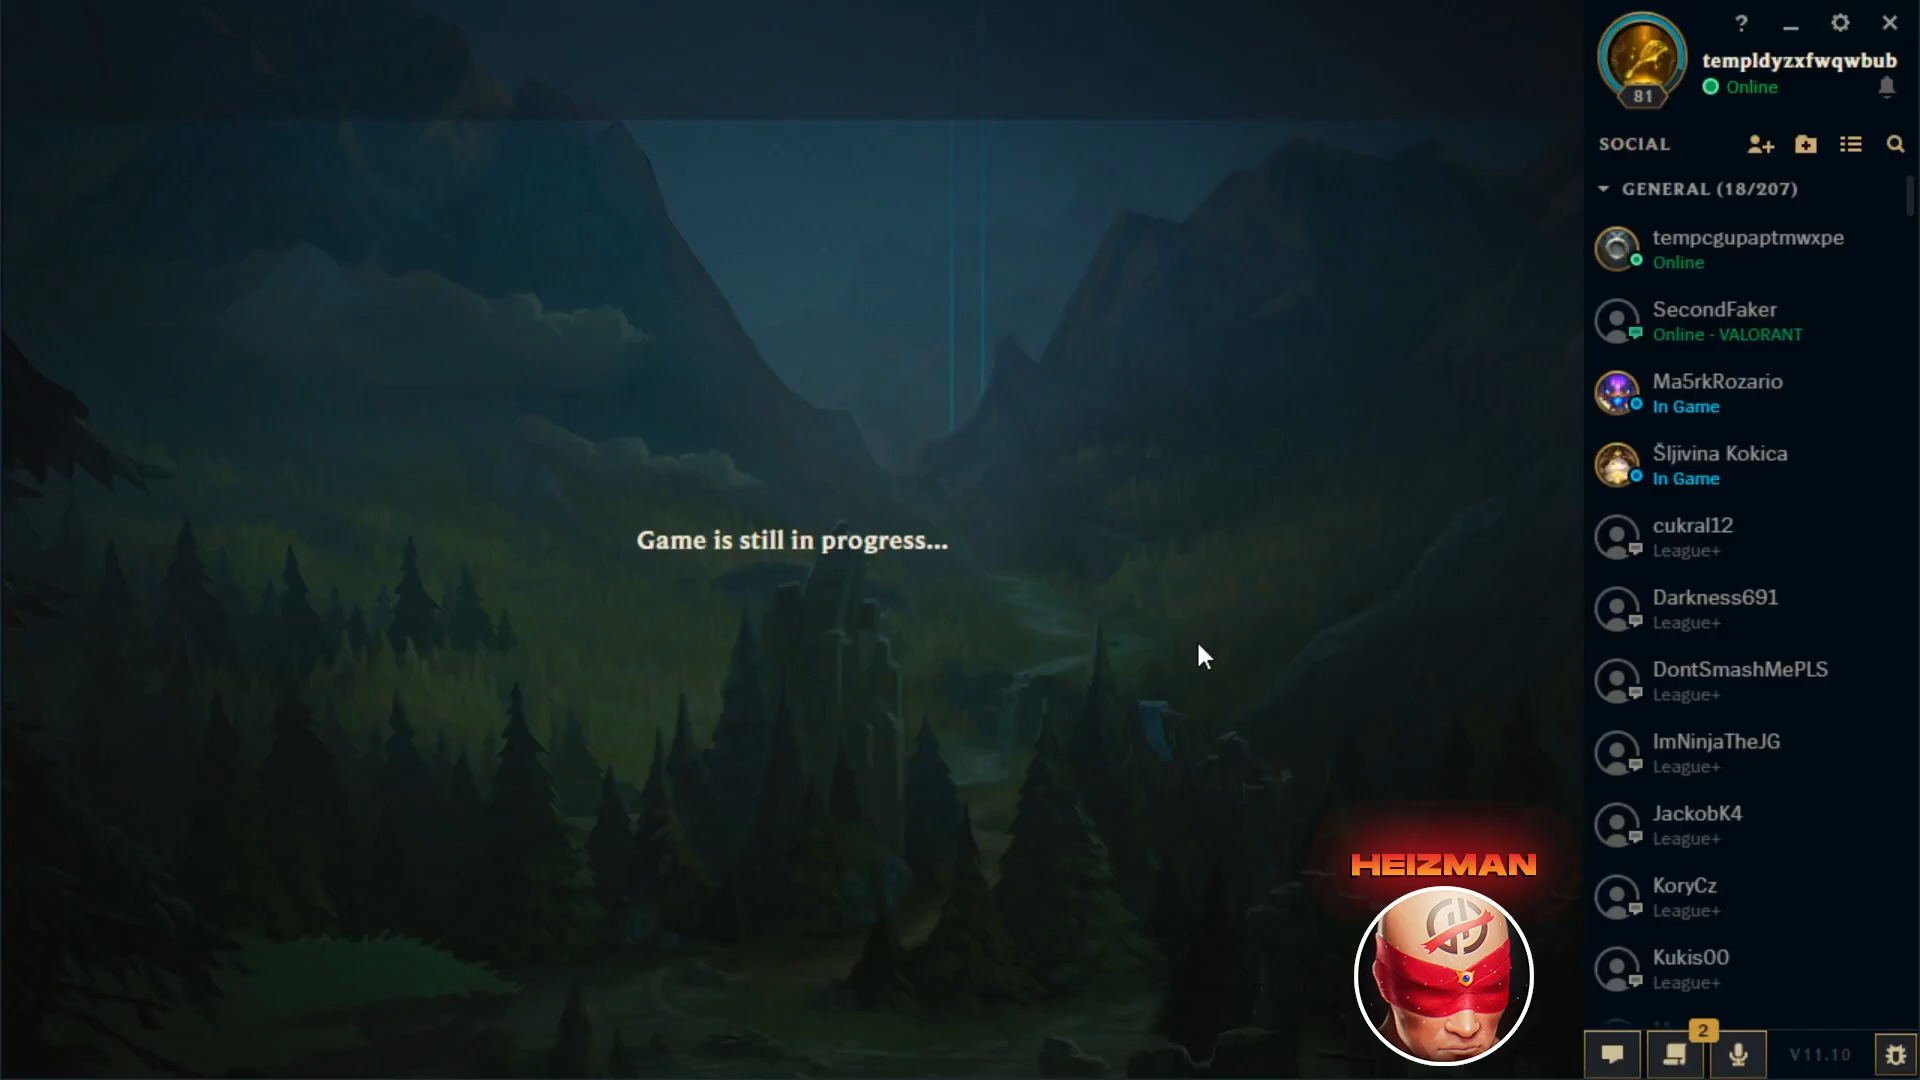 ?
templdyzxfwqwbub
81
Online
SOCIAL
GENERAL (18/207)
tempcgupaptmwxpe
Online
SecondFaker
Online - VALORANT
Ma5rkRozario
In Game
Šljivina Kokica
In Game
Game is still in progress...
cukral12
League+
Darkness691
League+
DontSmashMePLS
League+
ImNinjaTheJG
League+
JackobK4
League+
HEIZMAN
KoryCz
League+
Kukis00
League+
2
V11.10